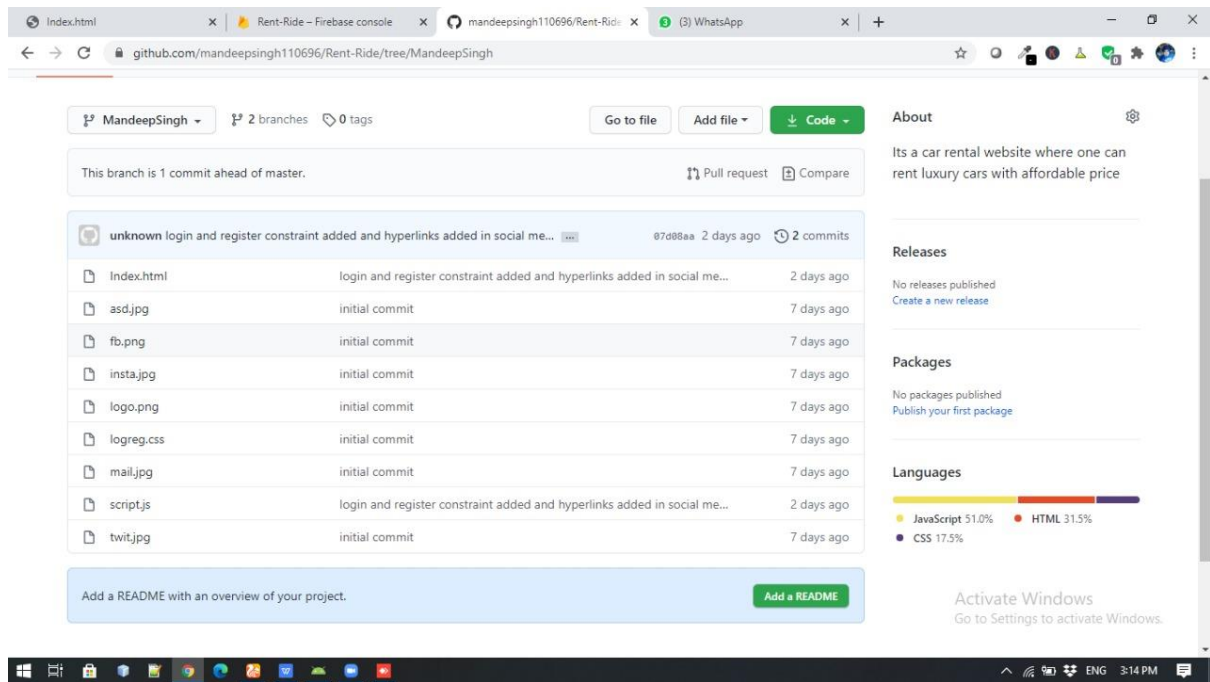 Index.html
Rent-Ride – Firebase console
mandeepsingh110696/Rent-Ride
(3) WhatsApp
github.com/mandeepsingh110696/Rent-Ride/tree/MandeepSingh
MandeepSingh
2 branches
0 tags
Go to file
Add file
Code
This branch is 1 commit ahead of master.
Pull request
Compare
unknown login and register constraint added and hyperlinks added in social me... ...
07d08aa 2 days ago
2 commits
Index.html login and register constraint added and hyperlinks added in social me... 2 days ago
asd.jpg initial commit 7 days ago
fb.png initial commit 7 days ago
insta.jpg initial commit 7 days ago
logo.png initial commit 7 days ago
logreg.css initial commit 7 days ago
mail.jpg initial commit 7 days ago
script.js login and register constraint added and hyperlinks added in social me... 2 days ago
twit.jpg initial commit 7 days ago
Add a README with an overview of your project.
Add a README
About
Its a car rental website where one can
rent luxury cars with affordable price
Releases
No releases published
Create a new release
Packages
No packages published
Publish your first package
Languages
JavaScript 51.0%
HTML 31.5%
CSS 17.5%
Activate Windows
Go to Settings to activate Windows.
ENG
3:14 PM